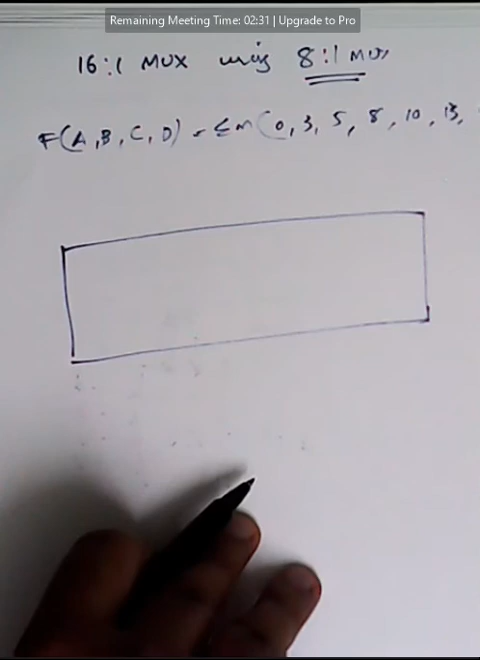 Remaining Meeting Time: 02:31 | Upgrade to Pro
16:1 MUX using 8:1 MUX
F(A,B,C,D) = Σm(0,3,5,8,10,13,